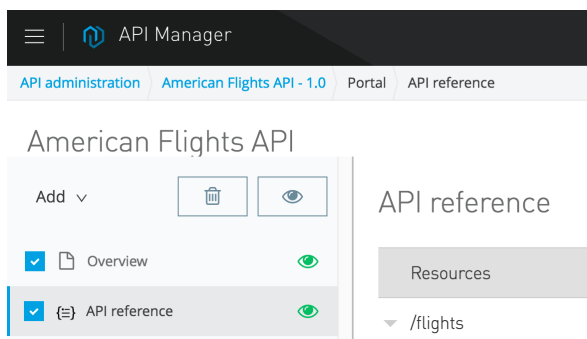 API Manager
API administration American Flights API - 1.0 Portal API reference
American Flights API
Add
Overview
{=} API reference
API reference
Resources
/flights